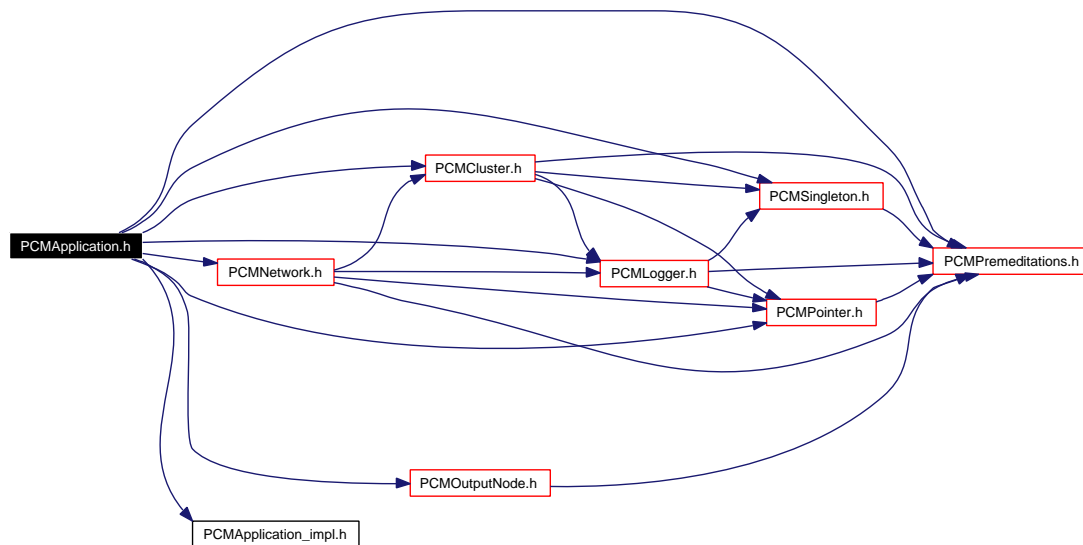 PCMApplication.h
PCMNetwork.h
PCMCluster.h
PCMLogger.h
PCMSingleton.h
PCMPointer.h
PCMPremeditations.h
PCMOutputNode.h
PCMApplication_impl.h